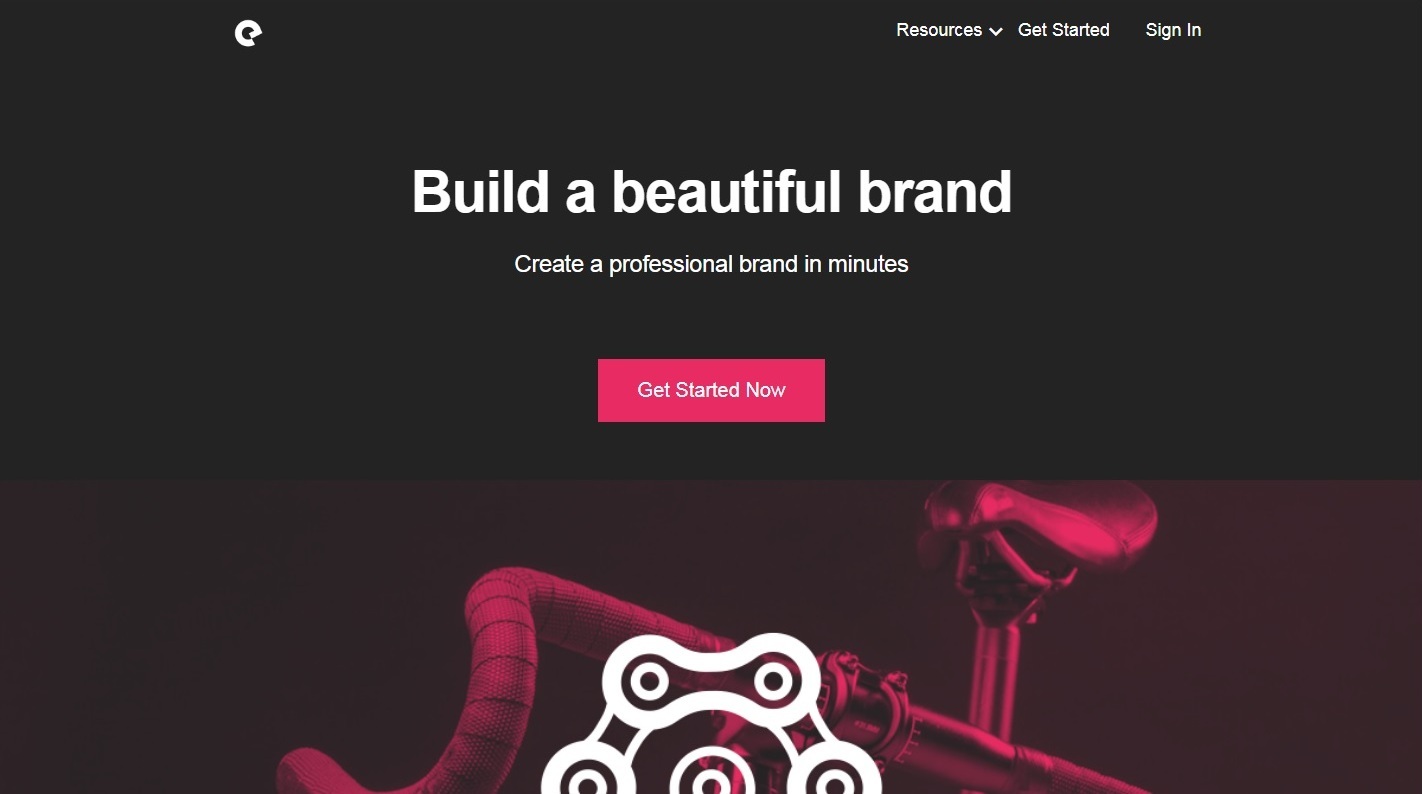 Resources
Get Started
Sign In
Build a beautiful brand
Create a professional brand in minutes
Get Started Now